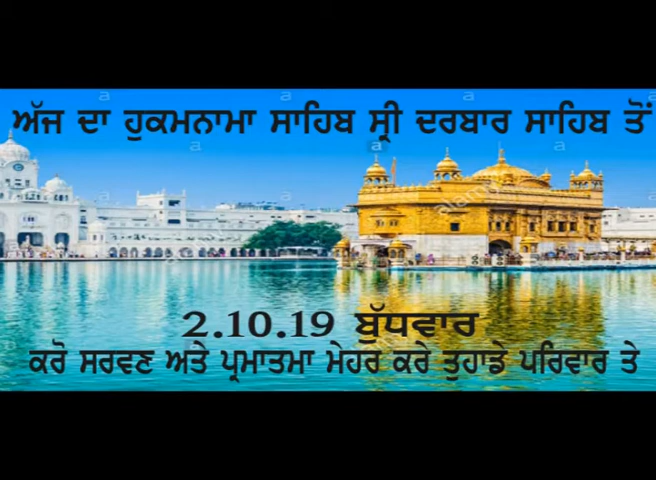 ਅੱਜ ਦਾ ਹੁਕਮਨਾਮਾ ਸਾਹਿਬ ਸ੍ਰੀ ਦਰਬਾਰ ਸਾਹਿਬ ਤੋਂ
2.10.19 ਬੁੱਧਵਾਰ
ਕਰੋ ਸਰਵਣ ਅਤੇ ਪ੍ਰਮਾਤਮਾ ਮੇਹਰ ਕਰੇ ਤੁਹਾਡੇ ਪਰਿਵਾਰ ਤੇ